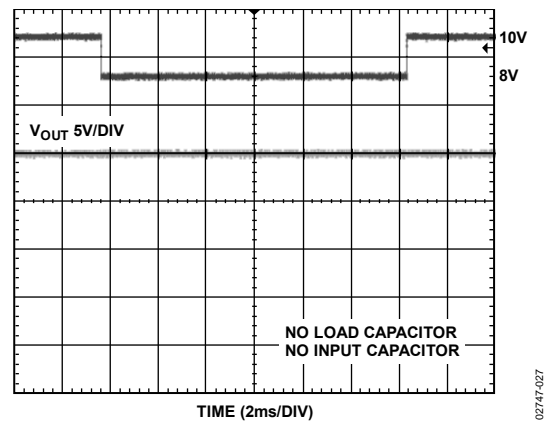 10V
8V
VOUT 5V/DIV
NO LOAD CAPACITOR
NO INPUT CAPACITOR
TIME (2ms/DIV)
02747-027